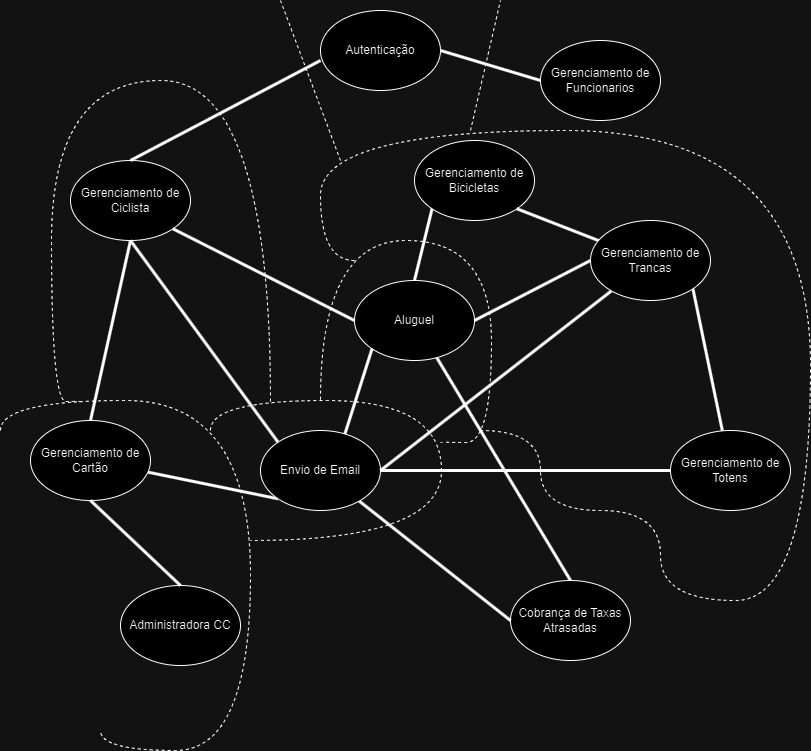 Autenticação
Gerenciamento de
Funcionarios
Gerenciamento de
Bicicletas
Gerenciamento de
Ciclista
Gerenciamento de
Trancas
Aluguel
Gerenciamento de
Cartão
Envio de Email
Gerenciamento de
Totens
Administradora CC
Cobrança de Taxas
Atrasadas